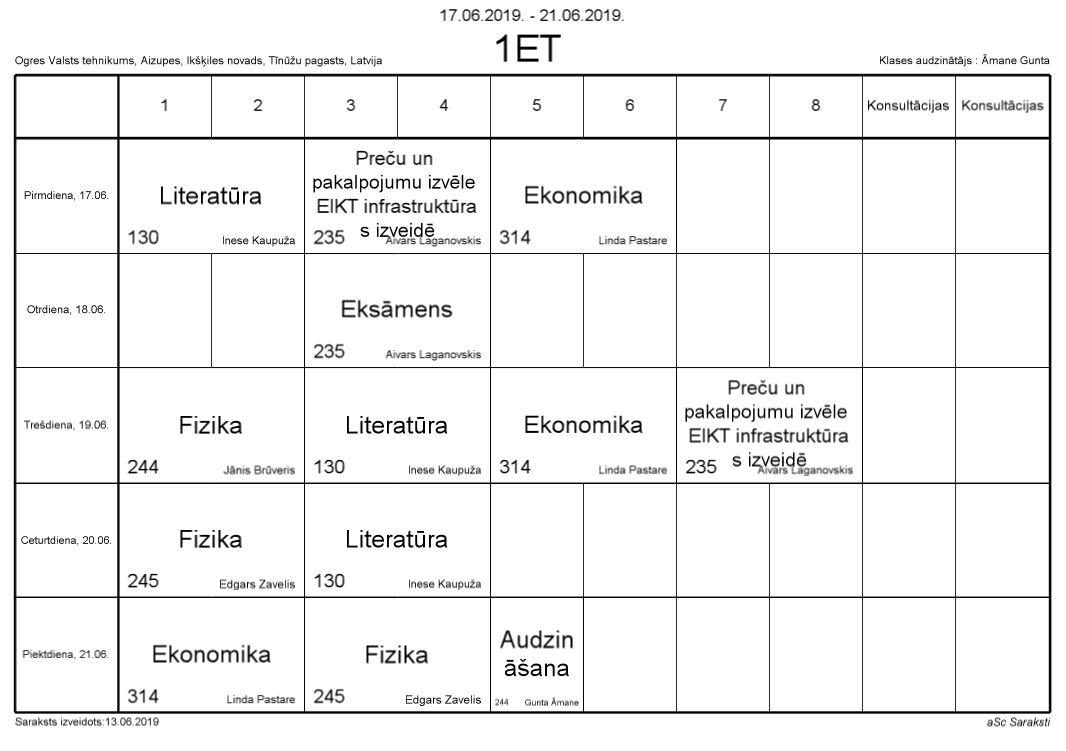 17.06.2019. - 21.06.2019.
1ET
Ogres Valsts tehnikums, Aizupes, Ikšķiles novads, Tīnūžu pagasts, Latvija
Klases audzinātājs : Āmane Gunta
1 2 3 4 5 6 7 8 Konsultācijas Konsultācijas
Pirmdiena, 17.06.
Literatūra
130 Inese Kaupuža
Preču un
pakalpojumu izvēle
EIKT infrastruktūra
s izveidē
235 Aivars Laganovskis
Ekonomika
314 Linda Pastare
Otrdiena, 18.06.
Eksāmens
235 Aivars Laganovskis
Trešdiena, 19.06.
Fizika
244 Jānis Brūveris
Literatūra
130 Inese Kaupuža
Ekonomika
314 Linda Pastare
Preču un
pakalpojumu izvēle
EIKT infrastruktūra
s izveidē
235 Aivars Laganovskis
Ceturtdiena, 20.06.
Fizika
245 Edgars Zavelis
Literatūra
130 Inese Kaupuža
Piektdiena, 21.06.
Ekonomika
314 Linda Pastare
Fizika
245 Edgars Zavelis
Audzin
āšana
244 Gunta Āmane
Saraksts izveidots:13.06.2019
aSc Saraksti